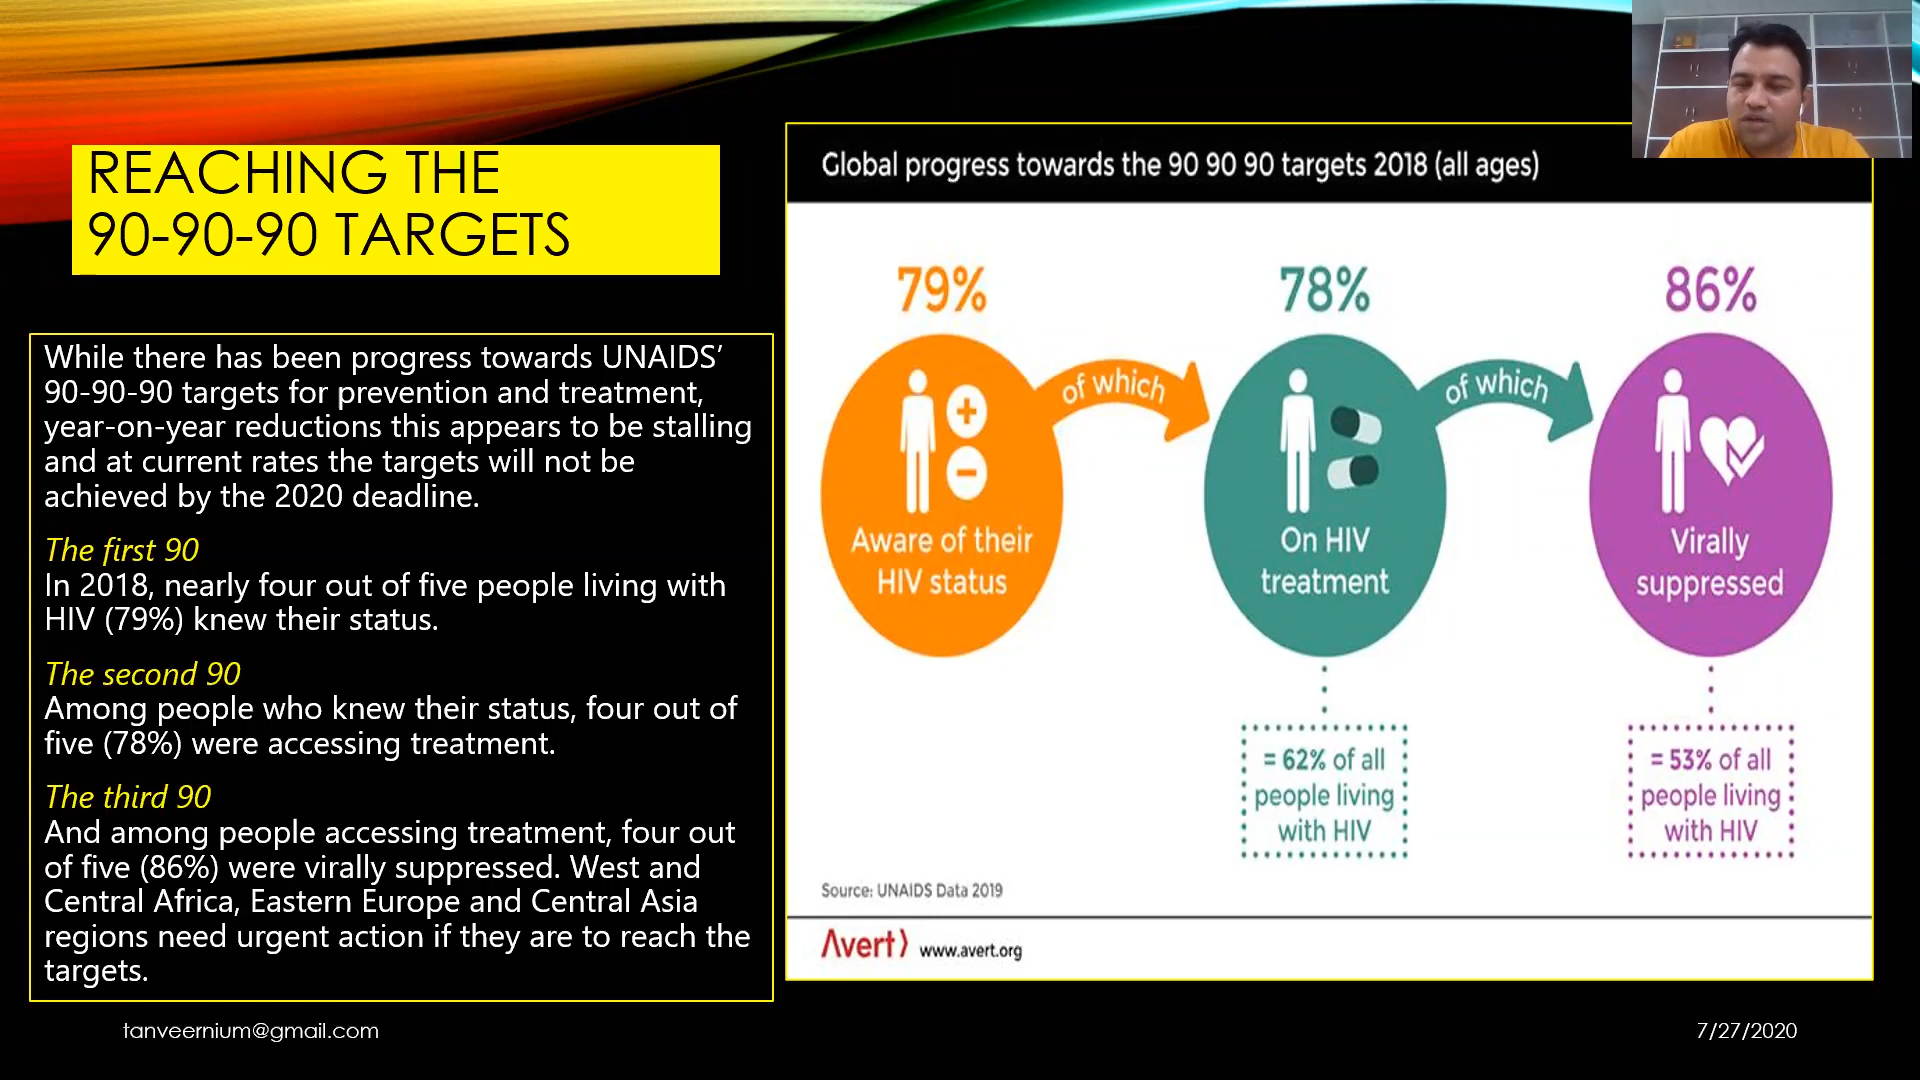 REACHING THE
90-90-90 TARGETS
While there has been progress towards UNAIDS’
90-90-90 targets for prevention and treatment,
year-on-year reductions this appears to be stalling
and at current rates the targets will not be
achieved by the 2020 deadline.
The first 90
In 2018, nearly four out of five people living with
HIV (79%) knew their status.
The second 90
Among people who knew their status, four out of
five (78%) were accessing treatment.
The third 90
And among people accessing treatment, four out
of five (86%) were virally suppressed. West and
Central Africa, Eastern Europe and Central Asia
regions need urgent action if they are to reach the
targets.
Global progress towards the 90 90 90 targets 2018 (all ages)
79%
Aware of their
HIV status
of which
78%
On HIV
treatment
= 62% of all
people living
with HIV
of which
86%
Virally
suppressed
= 53% of all
people living
with HIV
Source: UNAIDS Data 2019
Avert) www.avert.org
tanveernium@gmail.com
7/27/2020